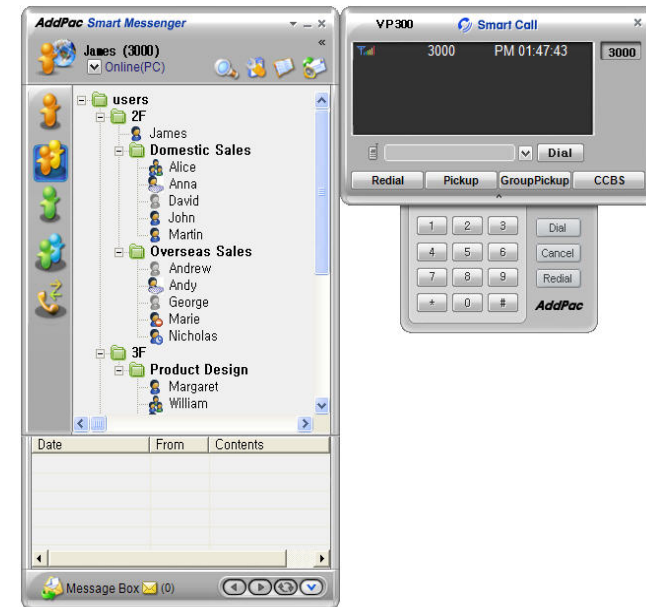 AddPac Smart Messenger
James (3000)
Online(PC)
users
2F
James
Domestic Sales
Alice
Anna
David
John
Martin
Overseas Sales
Andrew
Andy
George
Marie
Nicholas
3F
Product Design
Margaret
William
Date From Contents
Message Box (0)
VP300 Smart Call
3000 PM 01:47:43 3000
Dial
Redial Pickup GroupPickup CCBS
1 2 3 Dial
4 5 6 Cancel
7 8 9 Redial
* 0 # AddPac